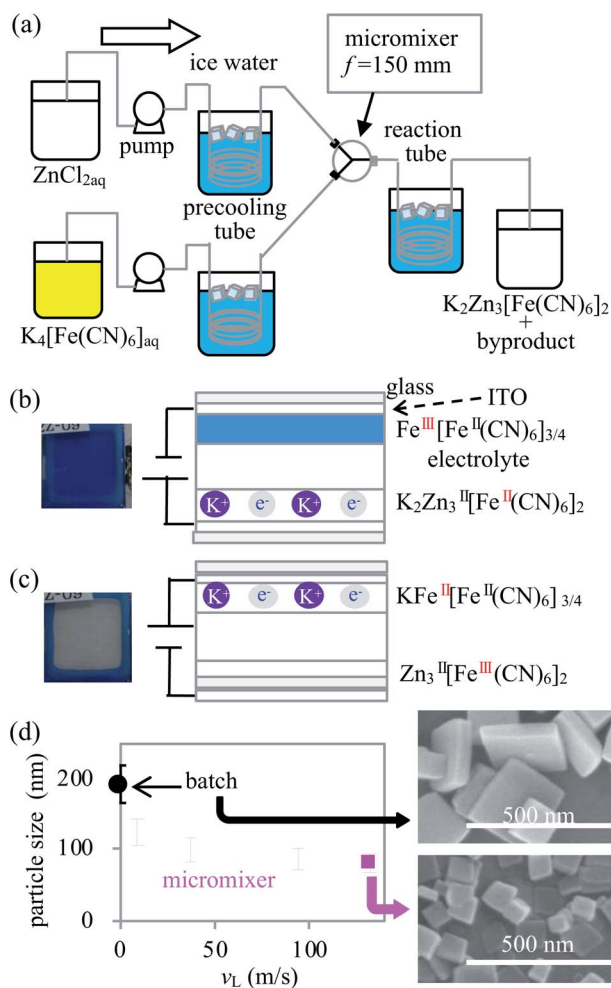 (a)
micromixer
f =150 mm
ice water
reaction
tube
pump
ZnCl2aq
precooling
tube
K4[Fe(CN)6]aq
K2Zn3[Fe(CN)6]2
+
byproduct
(b)
glass
ITO
FeIII[FeII(CN)6]3/4
electrolyte
K+ e- K+ e-
K2Zn3II[FeII(CN)6]2
ZZ-09
(c)
K+ e- K+ e-
KFeII[FeII(CN)6] 3/4
Zn3II[FeIII(CN)6]2
(d)
particle size (nm)
200
100
0
batch
micromixer
0 50 100
vL (m/s)
500 nm
500 nm